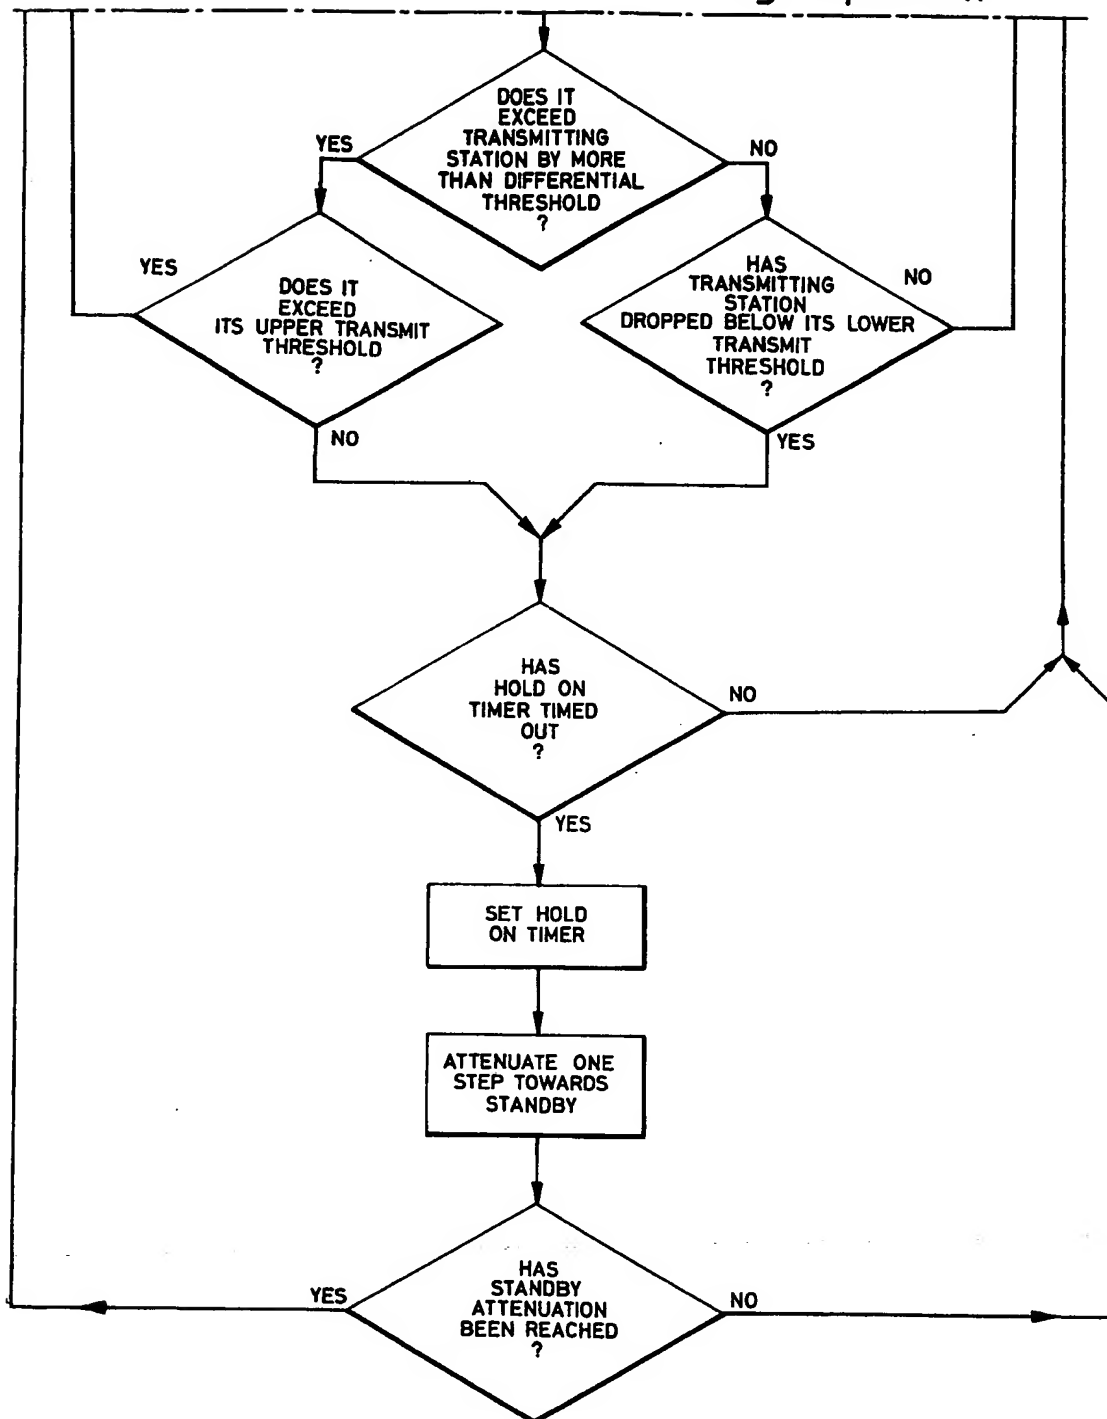 DOES IT
EXCEED
TRANSMITTING
STATION BY MORE
THAN DIFFERENTIAL
THRESHOLD
?
YES
NO
YES
DOES IT
EXCEED
ITS UPPER TRANSMIT
THRESHOLD
?
HAS
TRANSMITTING
STATION
DROPPED BELOW ITS LOWER
TRANSMIT
THRESHOLD
?
NO
NO
YES
HAS
HOLD ON
TIMER TIMED
OUT
?
NO
YES
SET HOLD
ON TIMER
ATTENUATE ONE
STEP TOWARDS
STANDBY
YES
HAS
STANDBY
ATTENUATION
BEEN REACHED
?
NO